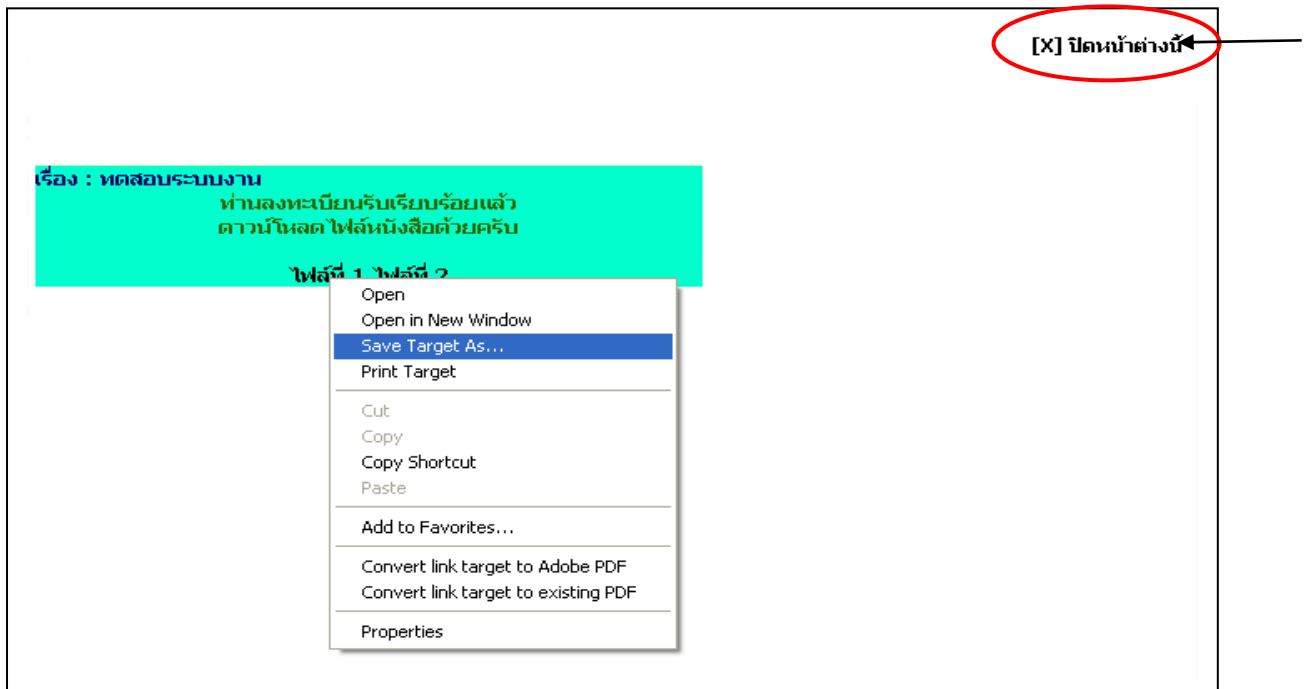 [X] ปิดหน้าต่างนี้
เรื่อง : ทดสอบระบบงาน
ท่านลงทะเบียนรับเรียบร้อยแล้ว
ดาวน์โหลดไฟล์หนังสือด้วยครับ
ไฟล์ที่ 1 ไฟล์ที่ 2
Open
Open in New Window
Save Target As...
Print Target
Cut
Copy
Copy Shortcut
Paste
Add to Favorites...
Convert link target to Adobe PDF
Convert link target to existing PDF
Properties